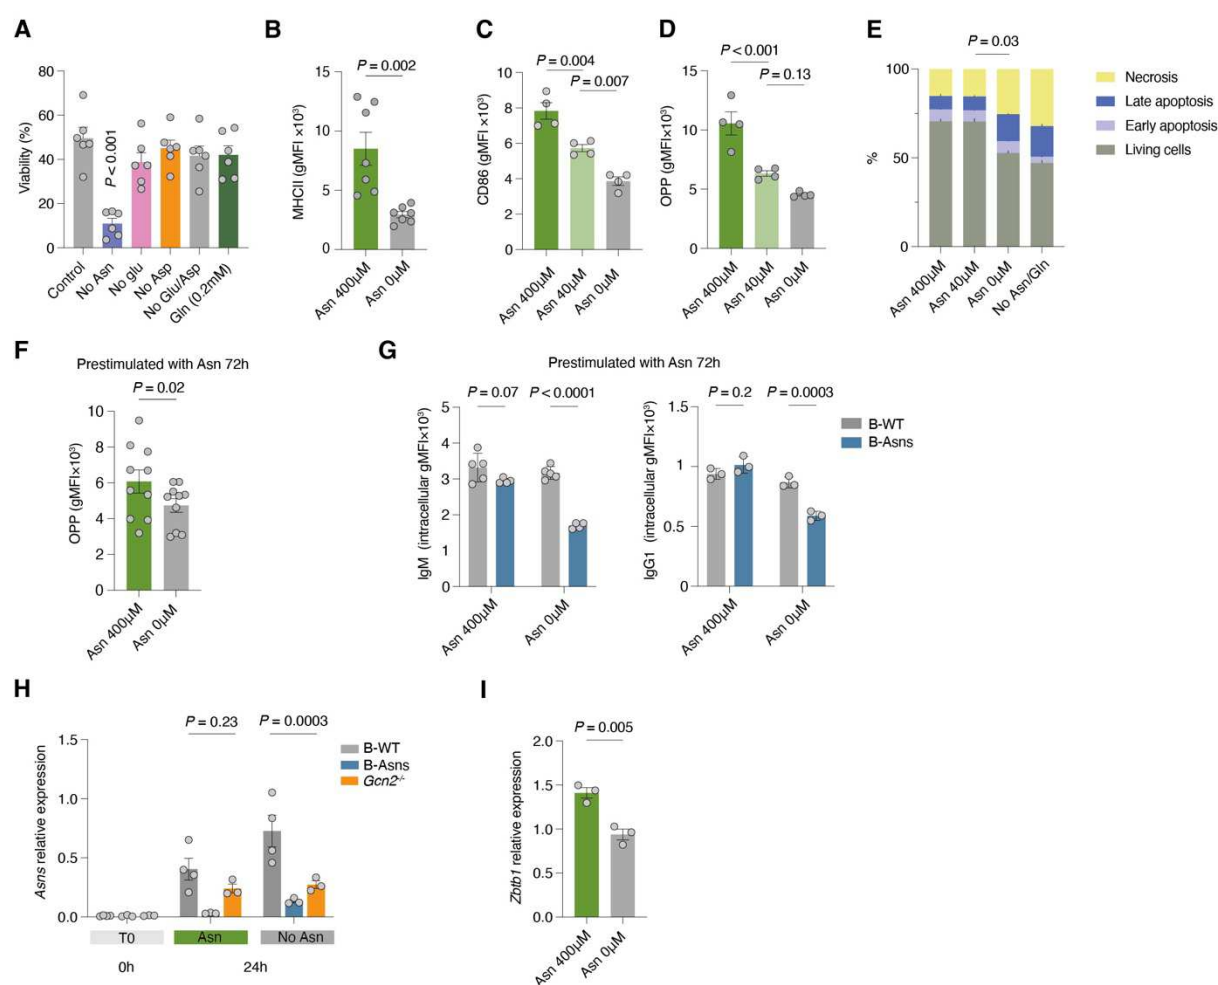 A
Viability (%)
80
60
40
20
0
P < 0.001
Control
No Asn
No glu
No Asp
No Glu/Asp
Gln (0.2mM)
B
MHCII (gMFI ×10³)
P = 0.002
15
10
5
0
Asn 400µM
Asn 0µM
C
CD86 (gMFI ×10³)
P = 0.004
P = 0.007
10
8
6
4
2
0
Asn 400µM
Asn 40µM
Asn 0µM
D
OPP (gMFI ×10³)
P < 0.001
P = 0.13
15
10
5
0
Asn 400µM
Asn 40µM
Asn 0µM
E
%
P = 0.03
100
50
0
Asn 400µM
Asn 40µM
Asn 0µM
No Asn/Gln
Necrosis
Late apoptosis
Early apoptosis
Living cells
F
Prestimulated with Asn 72h
P = 0.02
OPP (gMFI×10³)
10
8
6
4
2
0
Asn 400µM
Asn 0µM
G
Prestimulated with Asn 72h
P = 0.07
P < 0.0001
IgM (intracellular gMFI×10³)
5
4
3
2
1
0
Asn 400µM
Asn 0µM
P = 0.2
P = 0.0003
IgG1 (intracellular gMFI×10³)
1.5
1
0.5
0
Asn 400µM
Asn 0µM
B-WT
B-Asns
H
P = 0.23
P = 0.0003
Asns relative expression
1.5
1.0
0.5
0.0
T0
Asn
No Asn
0h
24h
B-WT
B-Asns
Gcn2-/-
I
P = 0.005
Zbtb1 relative expression
2.0
1.5
1.0
0.5
0.0
Asn 400µM
Asn 0µM